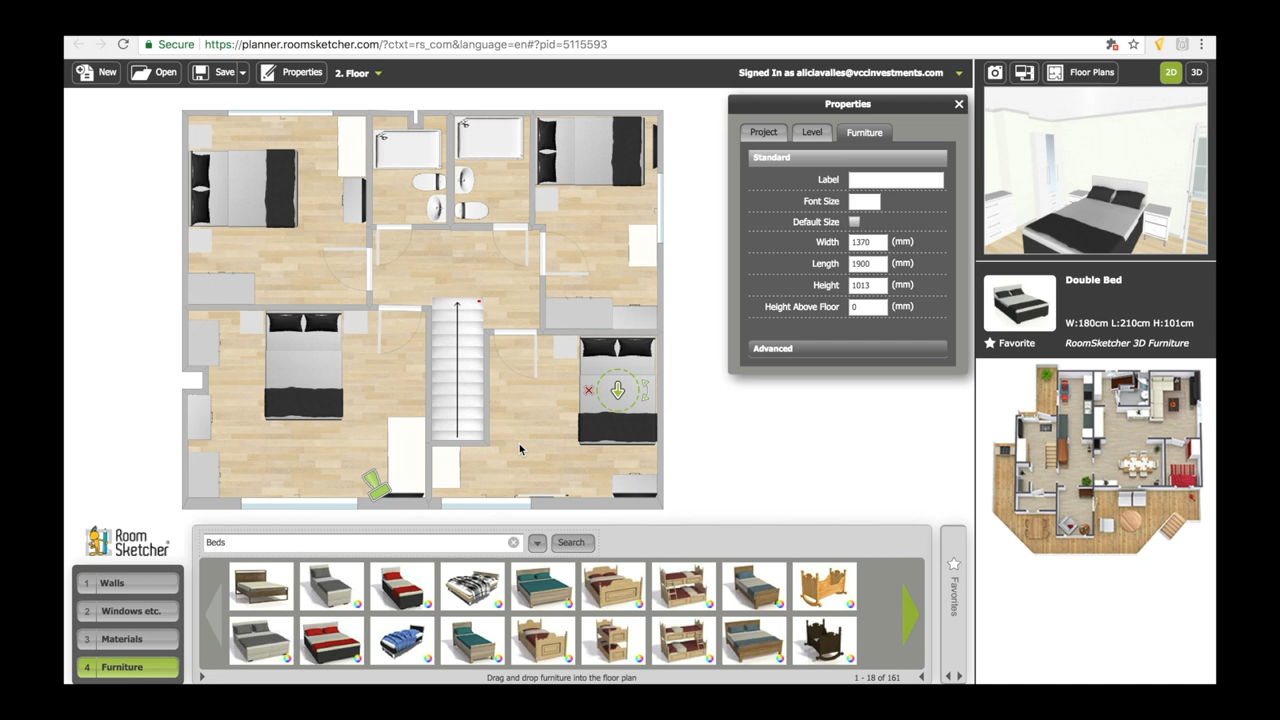 Secure
https://planner.roomsketcher.com/?ctxt=rs_com&language=en#?pid=5115593
New
Open
Save
Properties
2. Floor
Signed In as aliciavalles@vccinvestments.com
Floor Plans
2D
3D
Properties
Project
Level
Furniture
Standard
Label
Font Size
Default Size
Width 1370 (mm)
Length 1900 (mm)
Height 1013 (mm)
Height Above Floor 0 (mm)
Advanced
Double Bed
W:180cm L:210cm H:101cm
Favorite
RoomSketcher 3D Furniture
Room
Sketcher
1 Walls
2 Windows etc.
3 Materials
4 Furniture
Beds
Search
Favorites
Drag and drop furniture into the floor plan
1 - 18 of 161